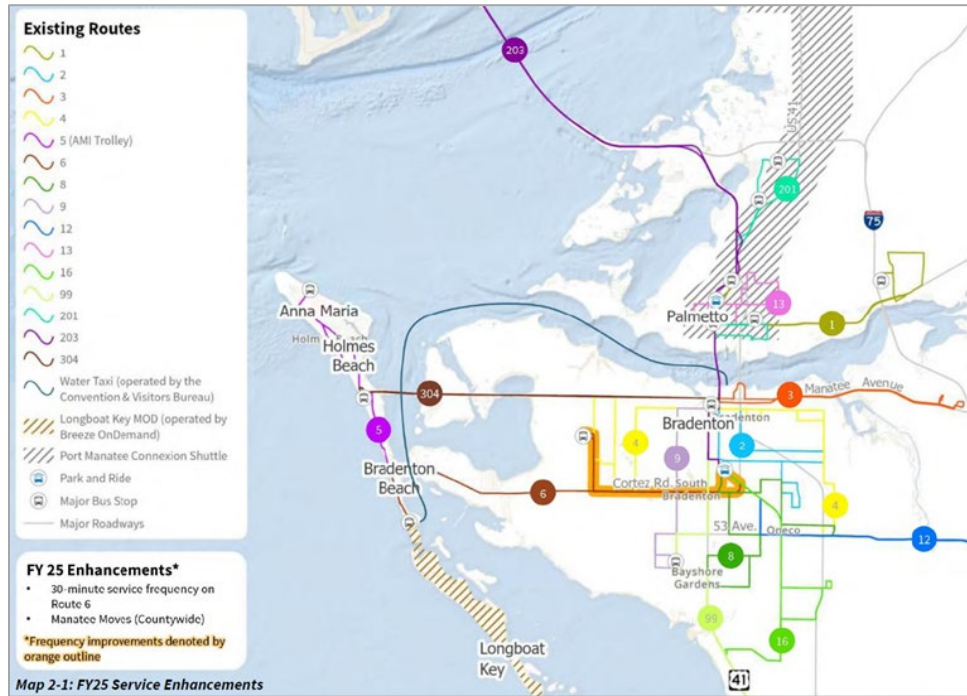 Existing Routes
1
2
3
4
5 (AMI Trolley)
6
8
9
12
13
16
99
201
203
304
Water Taxi (operated by the
Convention & Visitors Bureau)
Longboat Key MOD (operated by
Breeze OnDemand)
Port Manatee Connexion Shuttle
Park and Ride
Major Bus Stop
Major Roadways
FY 25 Enhancements*
• 30-minute service frequency on
Route 6
• Manatee Moves (Countywide)
*Frequency improvements denoted by
orange outline
Map 2-1: FY25 Service Enhancements
203
US 41
201
75
13
Palmetto
1
Anna Maria
Holmes
Beach
304
3
Manatee Avenue
Bradenton
5
4
9
2
Bradenton
Beach
Cortez Rd.
South
Bradenton
6
4
53 Ave.
Oneco
12
8
Bayshore
Gardens
99
16
Longboat
Key
41